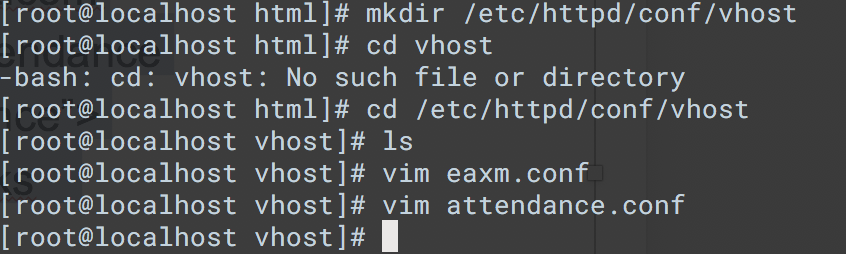 [root@localhost html]# mkdir /etc/httpd/conf/vhost
[root@localhost html]# cd vhost
-bash: cd: vhost: No such file or directory
[root@localhost html]# cd /etc/httpd/conf/vhost
[root@localhost vhost]# ls
[root@localhost vhost]# vim eaxm.conf
[root@localhost vhost]# vim attendance.conf
[root@localhost vhost]#